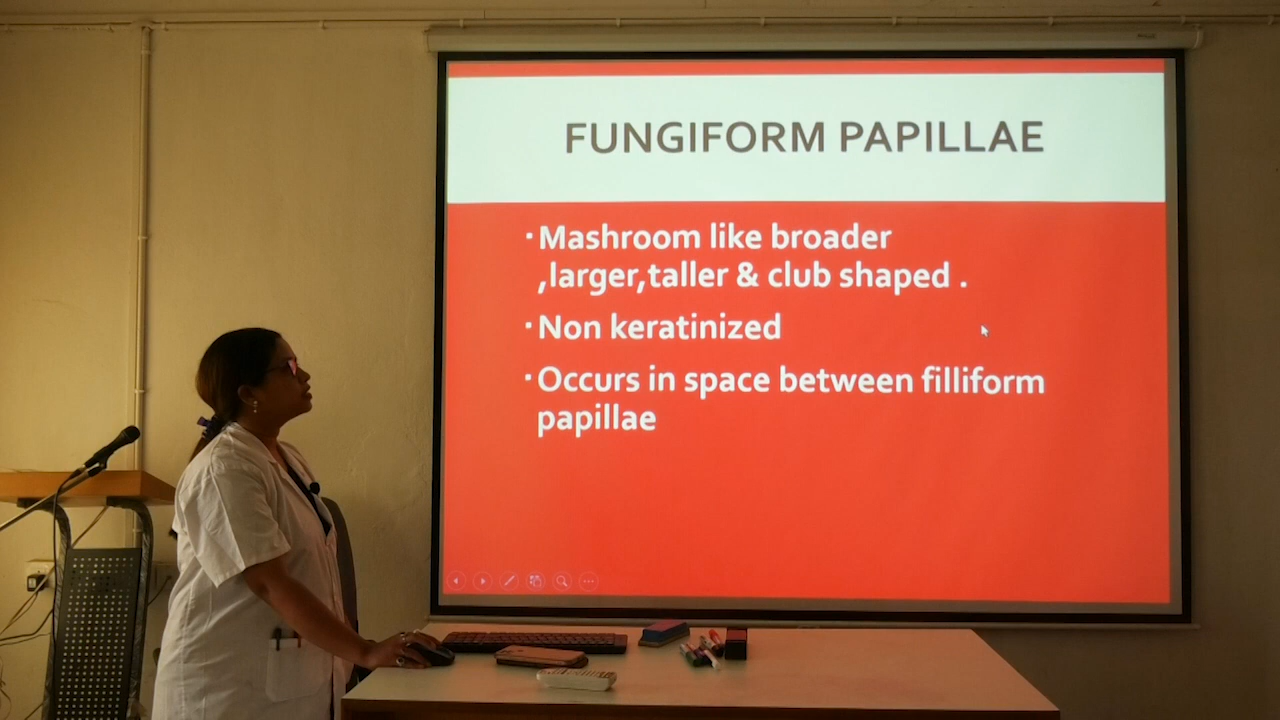 FUNGIFORM PAPILLAE
· Mashroom like broader
,larger,taller & club shaped .
· Non keratinized
· Occurs in space between filliform
papillae